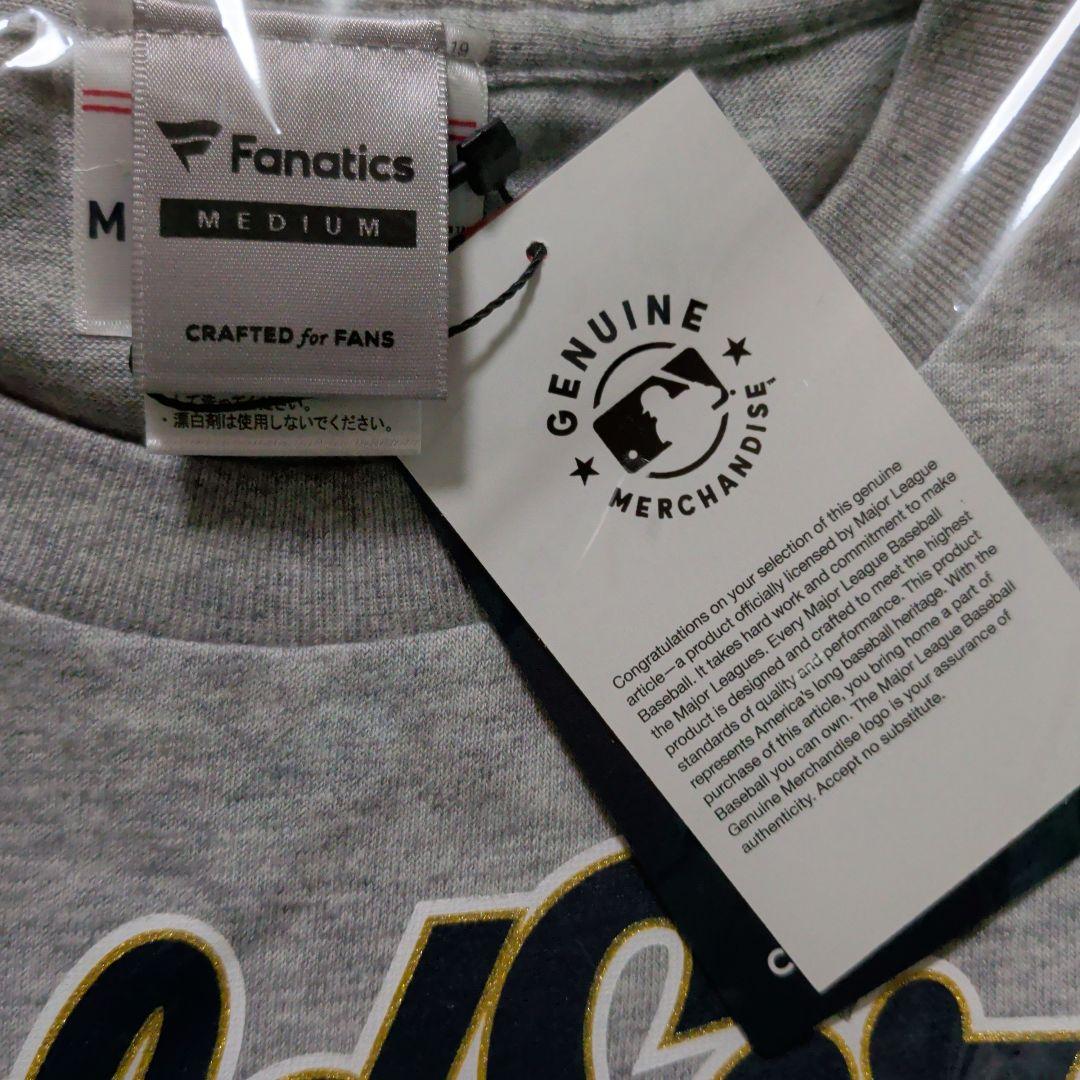 19
Fanatics
M
MEDIUM
CRAFTED for FANS
・漂白剤は使用しないでください。
GENUINE
MERCHANDISE
Congratulations on your selection of this genuine
article—a product officially licensed by Major League
Baseball. It takes hard work and commitment to make
the Major Leagues. Every Major League Baseball
product is designed and crafted to meet the highest
standards of quality and performance. This product
represents America's long baseball heritage. With the
purchase of this article, you bring home a part of
Baseball you can own. The Major League Baseball
Genuine Merchandise logo is your assurance of
authenticity. Accept no substitute.